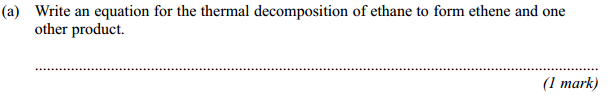 (a) Write an equation for the thermal decomposition of ethane to form ethene and one
other product.
................................................................................................................................................
(1 mark)